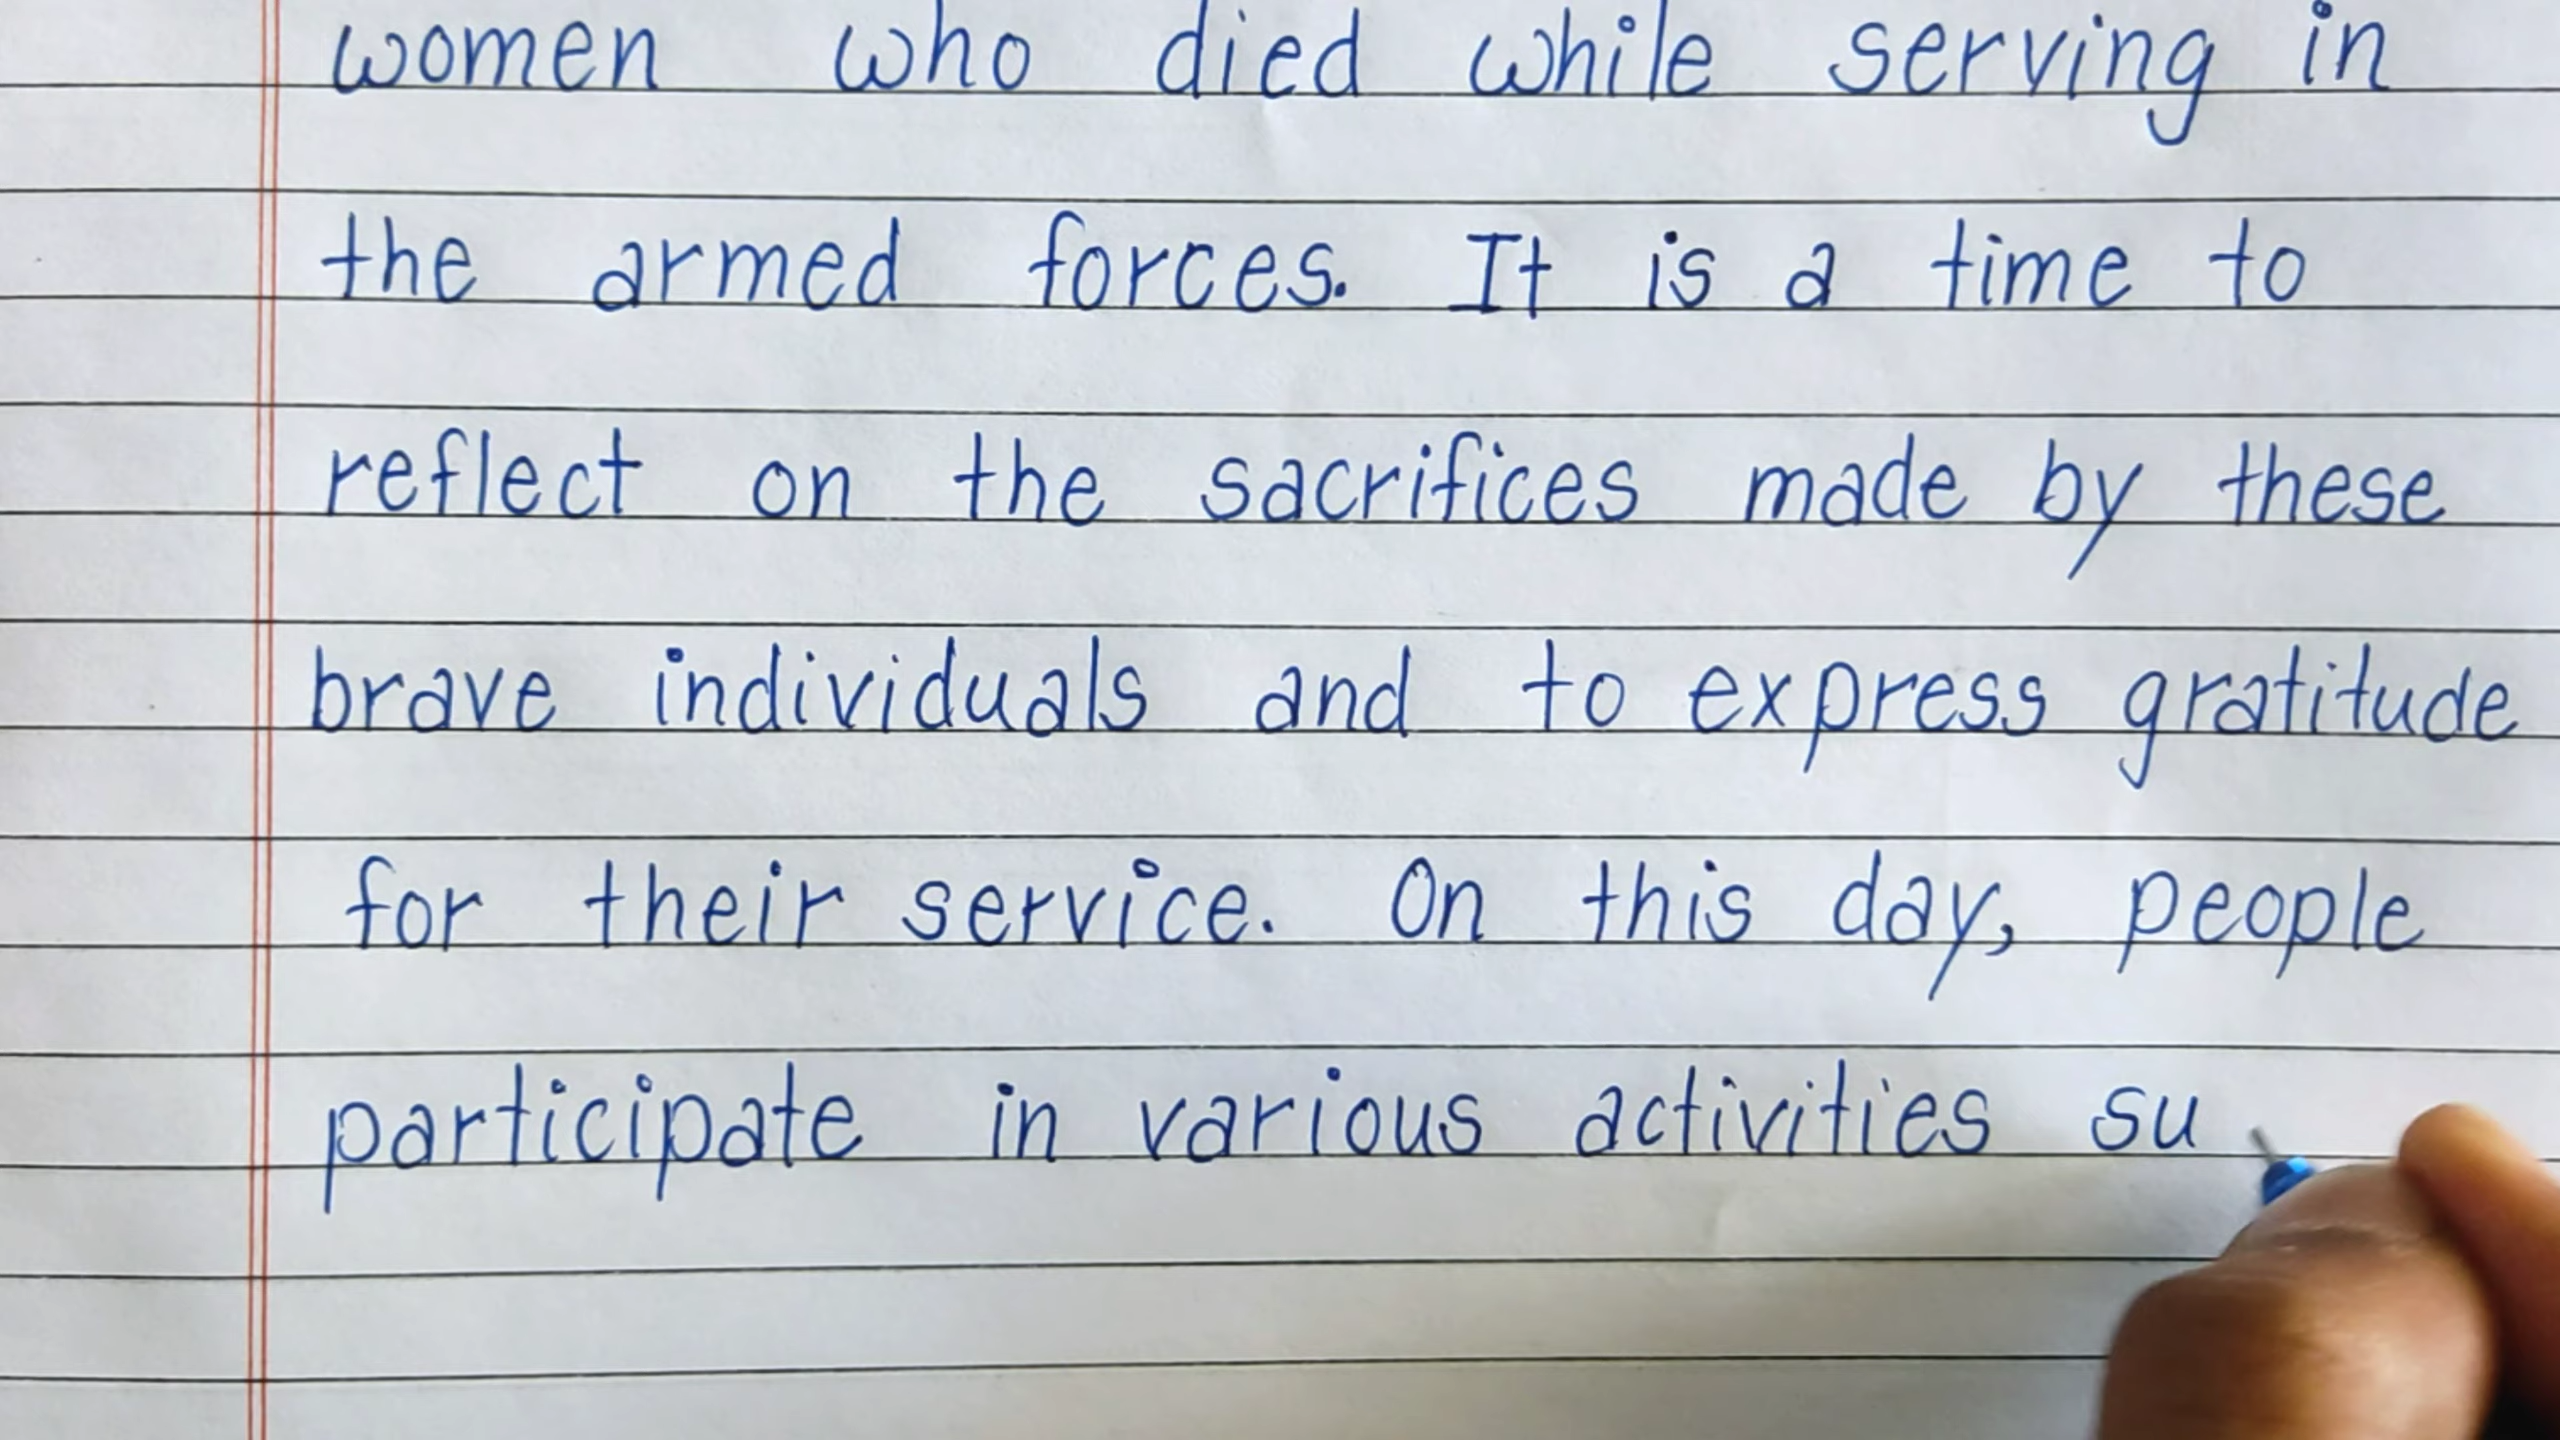 women who died while serving in
the armed forces. It is a time to
reflect on the sacrifices made by these
brave individuals and to express gratitude
for their service. On this day, people
participate in various activities su